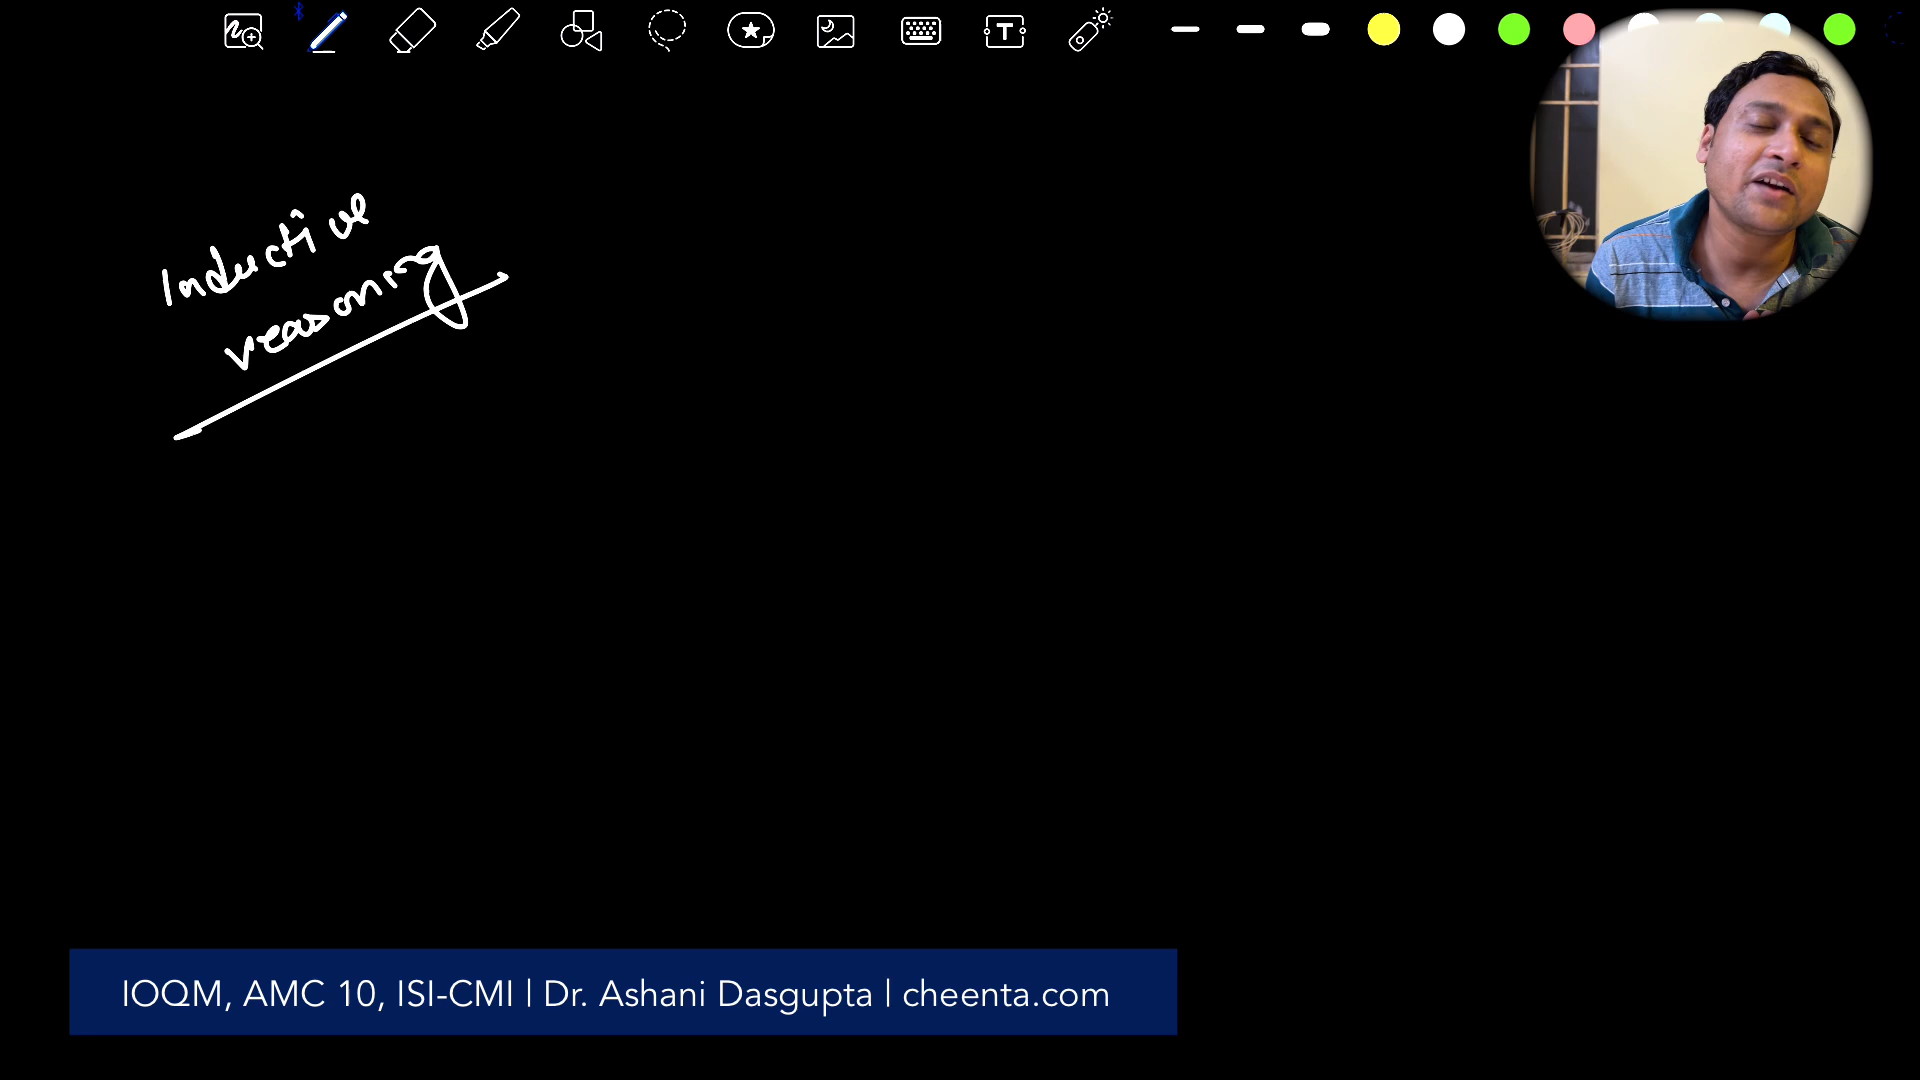 Inductive
reasoning
IOQM, AMC 10, ISI-CMI | Dr. Ashani Dasgupta | cheenta.com